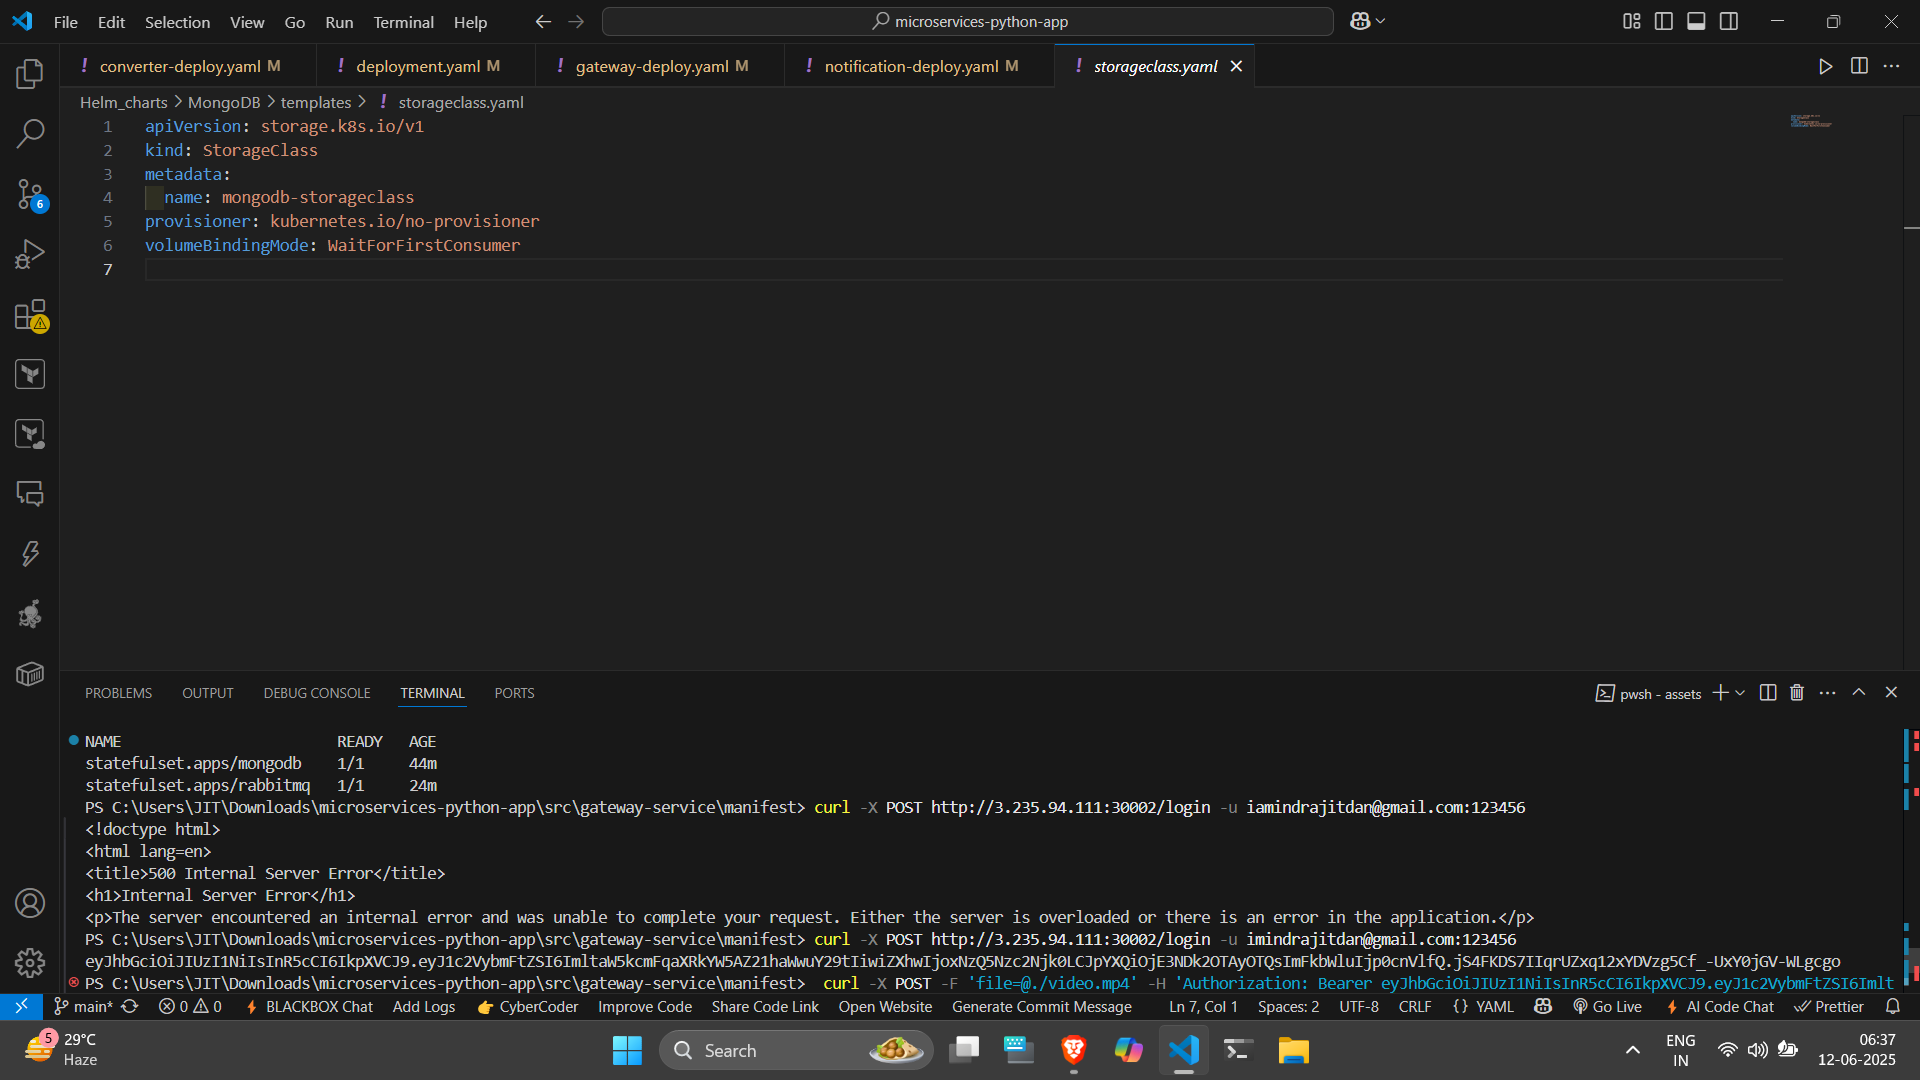 File Edit Selection View Go Run Terminal Help
microservices-python-app
! converter-deploy.yaml M
! deployment.yaml M
! gateway-deploy.yaml M
! notification-deploy.yaml M
! storageclass.yaml
Helm_charts > MongoDB > templates > ! storageclass.yaml
1 apiVersion: storage.k8s.io/v1
2 kind: StorageClass
3 metadata:
4 name: mongodb-storageclass
5 provisioner: kubernetes.io/no-provisioner
6 volumeBindingMode: WaitForFirstConsumer
7
6
PROBLEMS OUTPUT DEBUG CONSOLE TERMINAL PORTS
pwsh - assets
NAME READY AGE
statefulset.apps/mongodb 1/1 44m
statefulset.apps/rabbitmq 1/1 24m
PS C:\Users\JIT\Downloads\microservices-python-app\src\gateway-service\manifest> curl -X POST http://3.235.94.111:30002/login -u iamindrajitdan@gmail.com:123456
<!doctype html>
<html lang=en>
<title>500 Internal Server Error</title>
<h1>Internal Server Error</h1>
<p>The server encountered an internal error and was unable to complete your request. Either the server is overloaded or there is an error in the application.</p>
PS C:\Users\JIT\Downloads\microservices-python-app\src\gateway-service\manifest> curl -X POST http://3.235.94.111:30002/login -u imindrajitdan@gmail.com:123456
PS C:\Users\JIT\Downloads\microservices-python-app\src\gateway-service\manifest> curl -X POST -F 'file=@./video.mp4' -H 'Authorization: Bearer eyJhbGciOiJIUzI1NiIsInR5cCI6IkpXVCJ9.eyJ1c2VybmFtZSI6Imlt
main* 0 0 BLACKBOX Chat Add Logs CyberCoder Improve Code Share Code Link Open Website Generate Commit Message Ln 7, Col 1 Spaces: 2 UTF-8 CRLF {} YAML Go Live AI Code Chat Prettier
5
29°C
Haze
Search
ENG
IN
06:37
12-06-2025